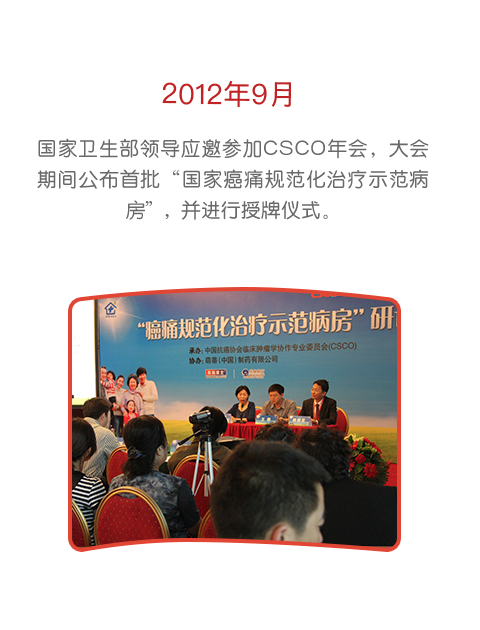 2012年9月
国家卫生部领导应邀参加CSCO年会，大会
期间公布首批“国家癌痛规范化治疗示范病
房”，并进行授牌仪式。
“癌痛规范化治疗示范病房”研
承办：中国抗癌协会临床肿瘤学协作专业委员会(CSCO)
协办：萌蒂（中国）制药有限公司